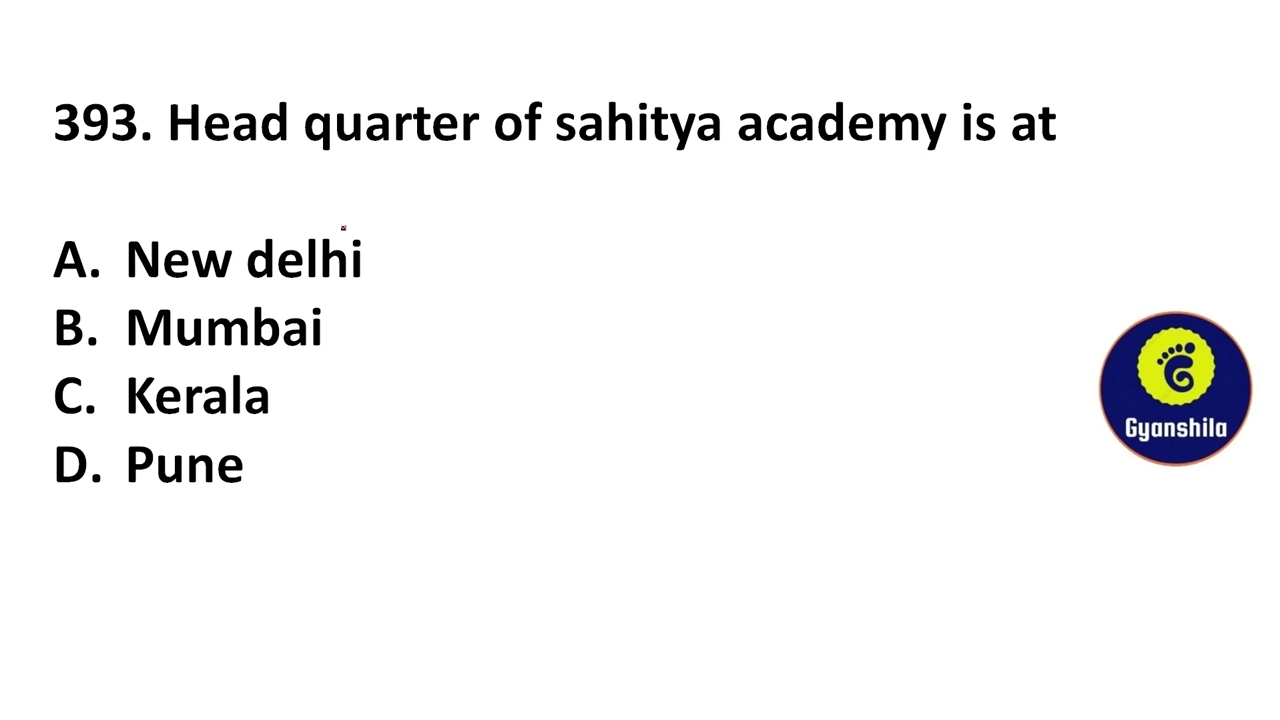 393. Head quarter of sahitya academy is at
A. New delhi
B. Mumbai
C. Kerala
D. Pune
Gyanshila